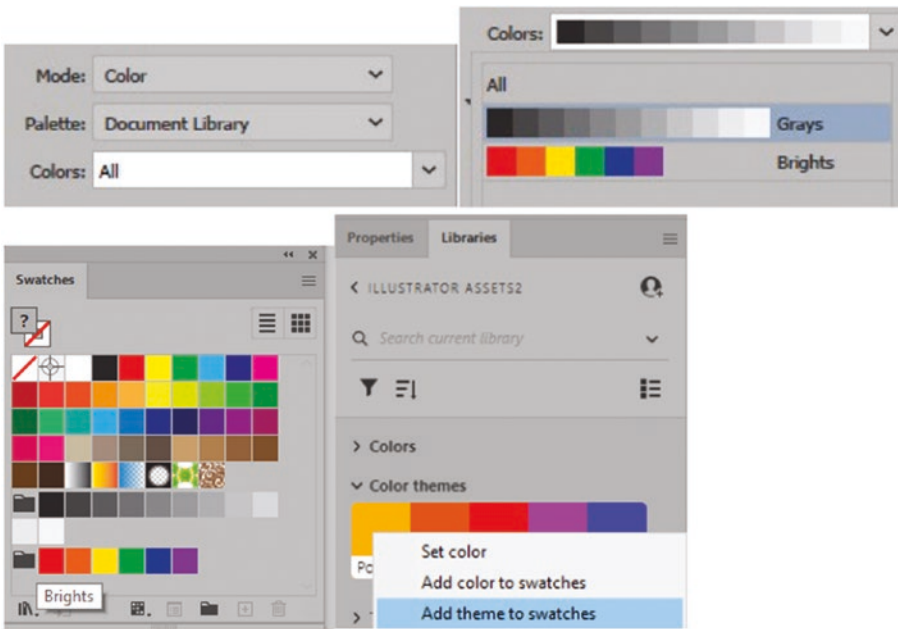 Mode: Color
Palette: Document Library
Colors: All
Colors:
All
Grays
Brights
Swatches
?
Brights
Properties Libraries
< ILLUSTRATOR ASSETS2
Search current library
> Colors
Color themes
Set color
Add color to swatches
Add theme to swatches